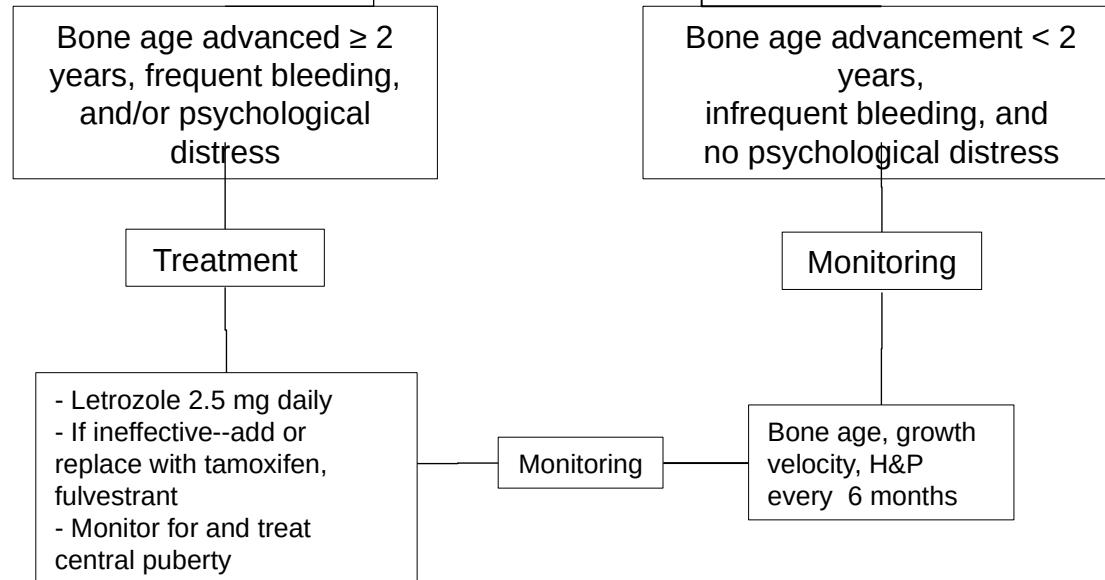 Bone age advanced ≥ 2
years, frequent bleeding,
and/or psychological
distress
Bone age advancement < 2
years,
infrequent bleeding, and
no psychological distress
Treatment
Monitoring
- Letrozole 2.5 mg daily
- If ineffective--add or
replace with tamoxifen,
fulvestrant
- Monitor for and treat
central puberty
Monitoring
Bone age, growth
velocity, H&P
every 6 months